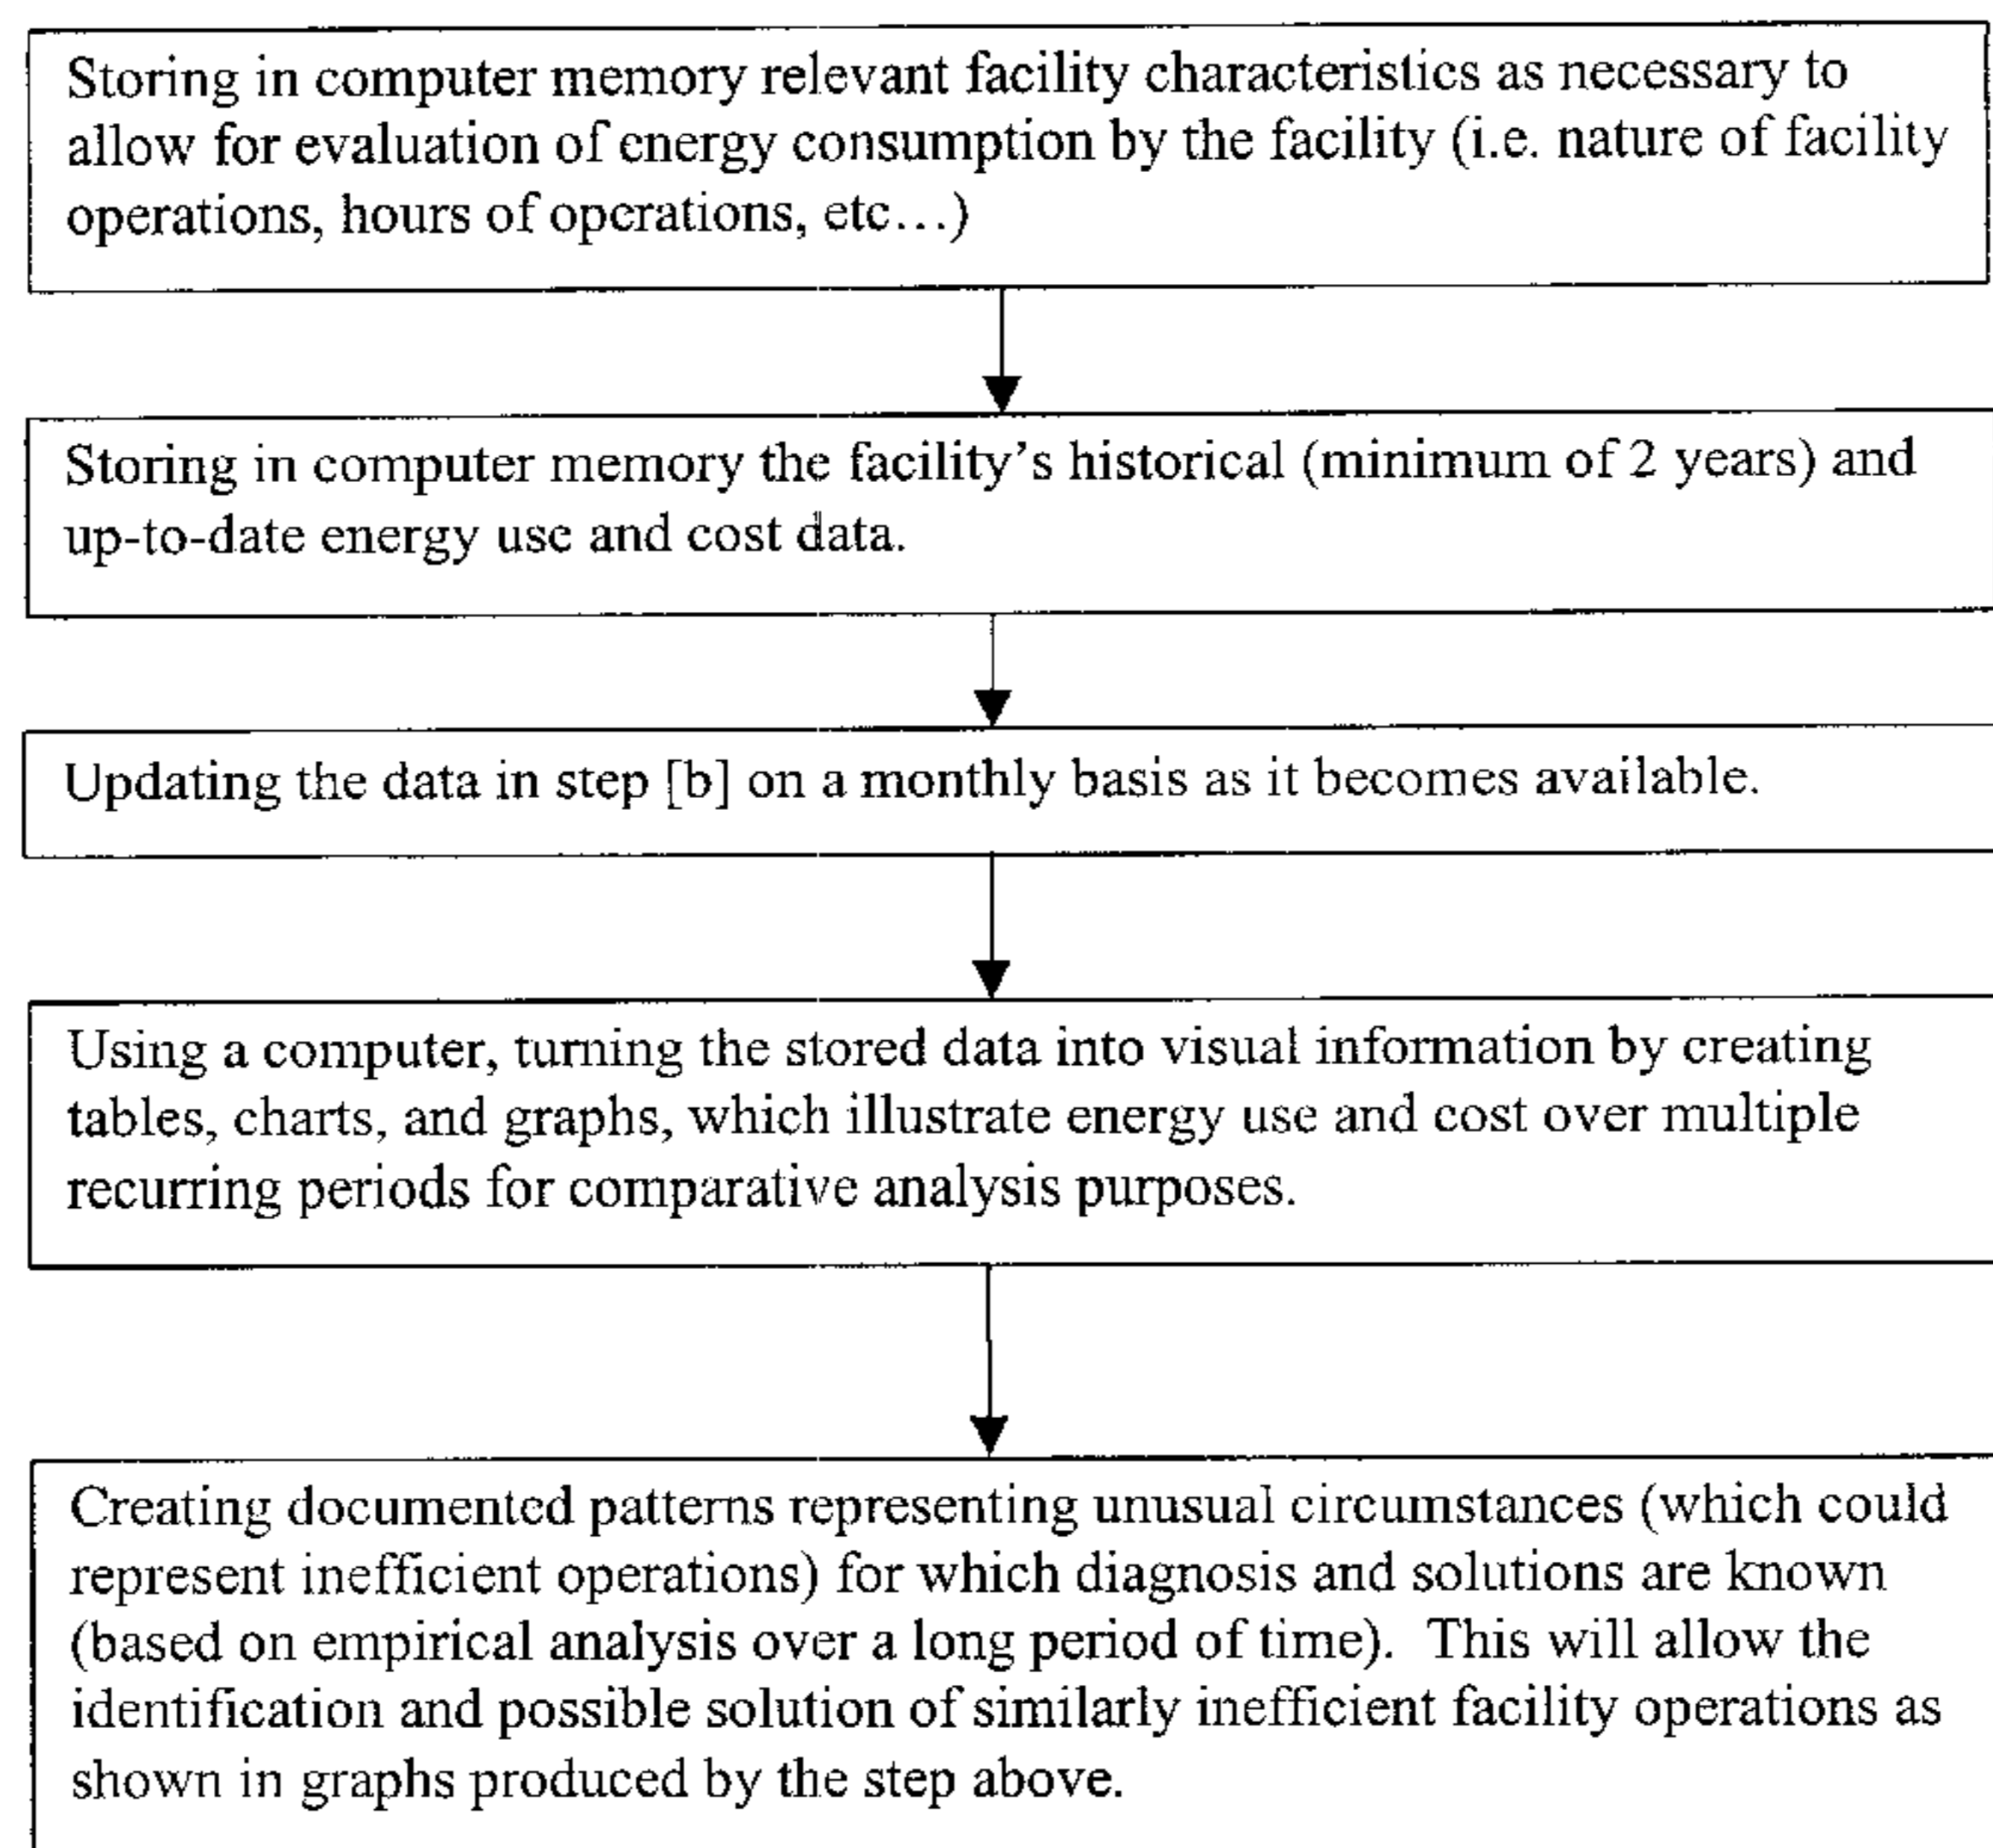 Storing in computer memory relevant facility characteristics as necessary to
allow for evaluation of energy consumption by the facility (i.e. nature of facility
operations, hours of operations, etc…)
Storing in computer memory the facility’s historical (minimum of 2 years) and
up-to-date energy use and cost data.
Updating the data in step [b] on a monthly basis as it becomes available.
Using a computer, turning the stored data into visual information by creating
tables, charts, and graphs, which illustrate energy use and cost over multiple
recurring periods for comparative analysis purposes.
Creating documented patterns representing unusual circumstances (which could
represent inefficient operations) for which diagnosis and solutions are known
(based on empirical analysis over a long period of time).  This will allow the
identification and possible solution of similarly inefficient facility operations as
shown in graphs produced by the step above.